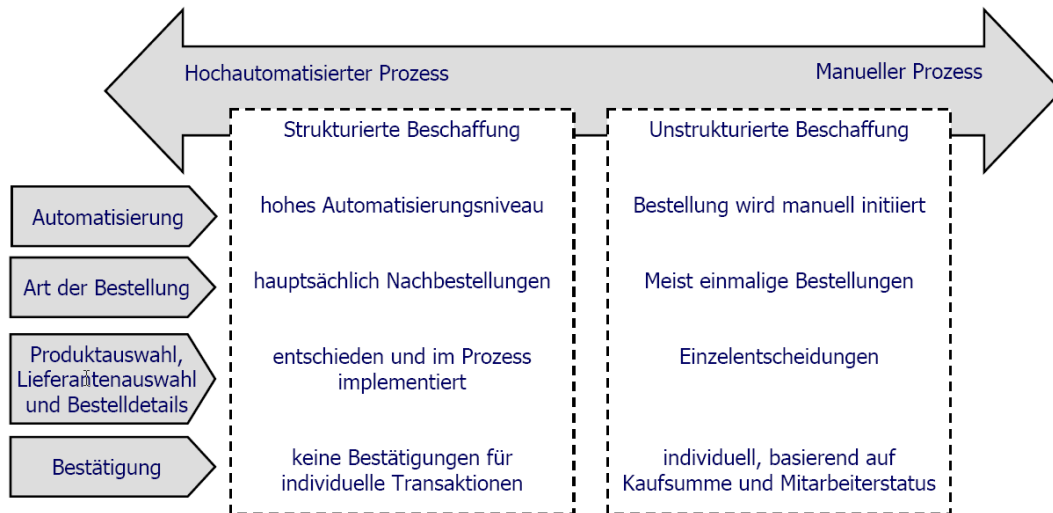 Hochautomatisierter Prozess
Manueller Prozess
Strukturierte Beschaffung
Unstrukturierte Beschaffung
Automatisierung
hohes Automatisierungsniveau
Bestellung wird manuell initiiert
Art der Bestellung
hauptsächlich Nachbestellungen
Meist einmalige Bestellungen
Produktauswahl,
Lieferantenauswahl
und Bestelldetails
entschieden und im Prozess
implementiert
Einzelentscheidungen
Bestätigung
keine Bestätigungen für
individuelle Transaktionen
individuell, basierend auf
Kaufsumme und Mitarbeiterstatus